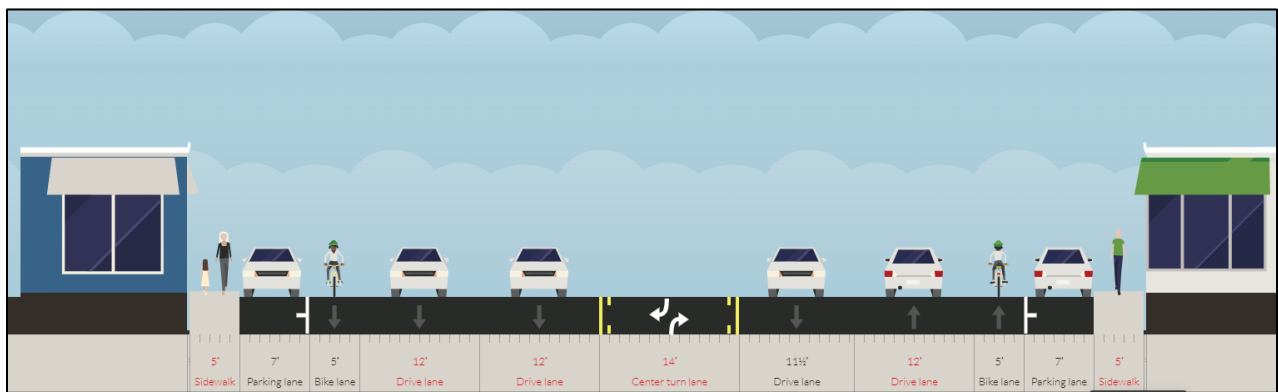 5' 7' 5' 12' 12' 14' 11½' 12' 5' 7' 5'
Sidewalk Parking lane Bike lane Drive lane Drive lane Center turn lane Drive lane Drive lane Bike lane Parking lane Sidewalk